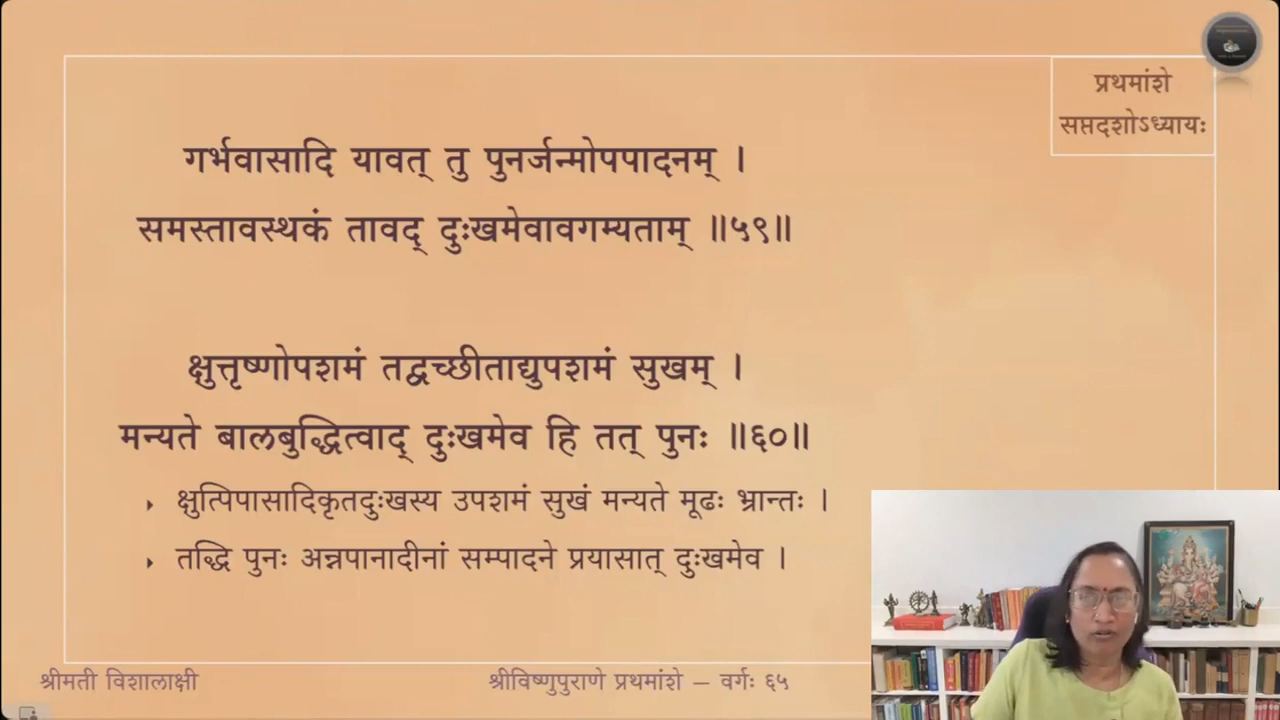 प्रथमांशे
सप्तदशोऽध्यायः
गर्भवासादि यावत् तु पुनर्जन्मोपपादनम् ।
समस्तावस्थकं तावद् दुःखमेवावगम्यताम् ॥५९॥
क्षुत्तृष्णोपशमं तद्वच्छीताद्युपशमं सुखम् ।
मन्यते बालबुद्धित्वाद् दुःखमेव हि तत् पुनः ॥६०॥
क्षुत्पिपासादिकृतदुःखस्य उपशमं सुखं मन्यते मूढः भ्रान्तः ।
तद्धि पुनः अन्नपानादीनां सम्पादने प्रयासात् दुःखमेव ।
श्रीमती विशालाक्षी
श्रीविष्णुपुराणे प्रथमांशे – वर्गः ६५